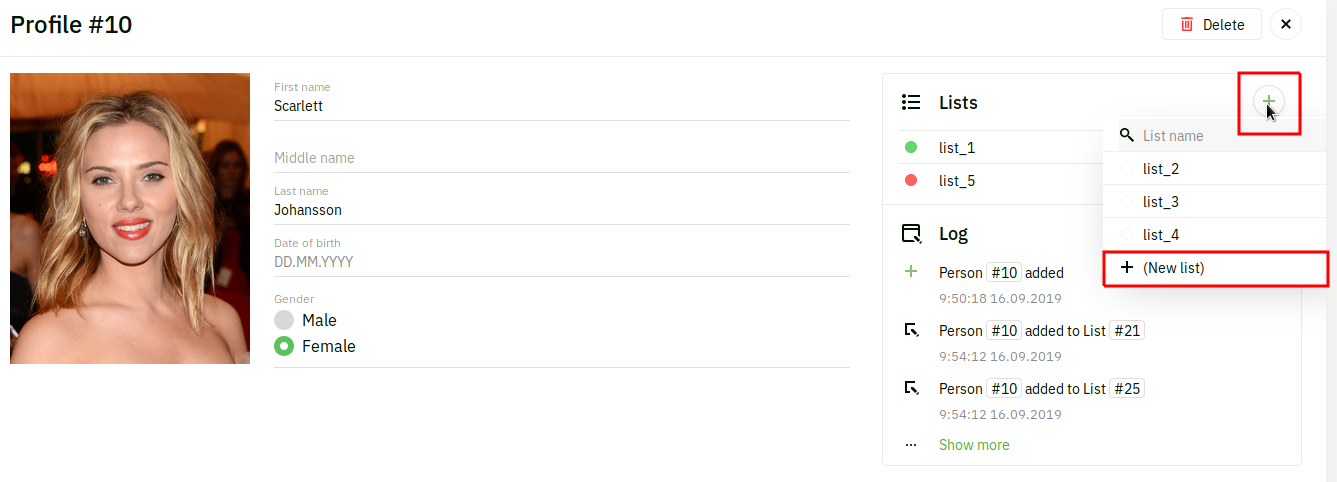 Profile #10
Delete
First name
Scarlett
Middle name
Last name
Johansson
Date of birth
DD.MM.YYYY
Gender
Male
Female
Lists
list_1
list_5
List name
list_2
list_3
list_4
(New list)
Log
Person #10 added
9:50:18 16.09.2019
Person #10 added to List #21
9:54:12 16.09.2019
Person #10 added to List #25
9:54:12 16.09.2019
Show more